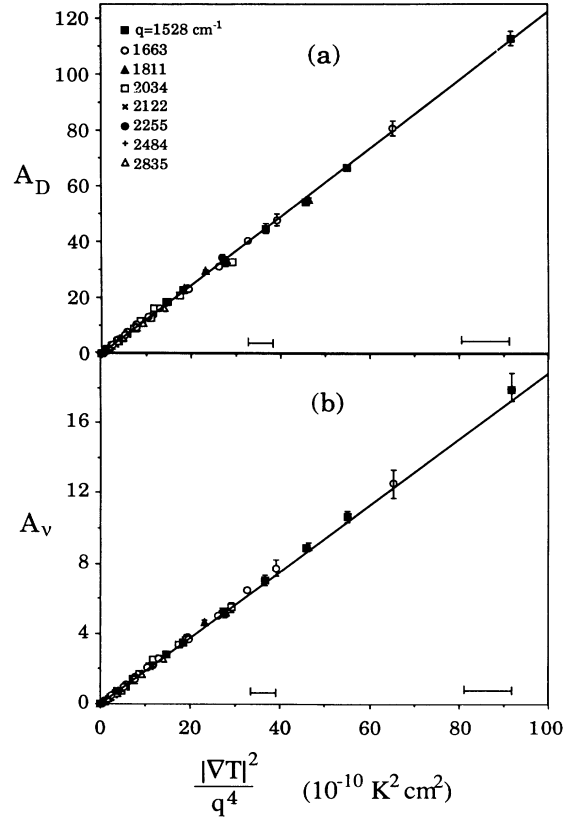 120
100
80
60
40
20
0
A_D
(a)
q=1528 cm⁻¹
1663
1811
2034
2122
2255
2484
2835
16
12
8
4
0
A_ν
(b)
0 20 40 60 80 100
|∇T|²
q⁴
(10⁻¹⁰ K² cm²)